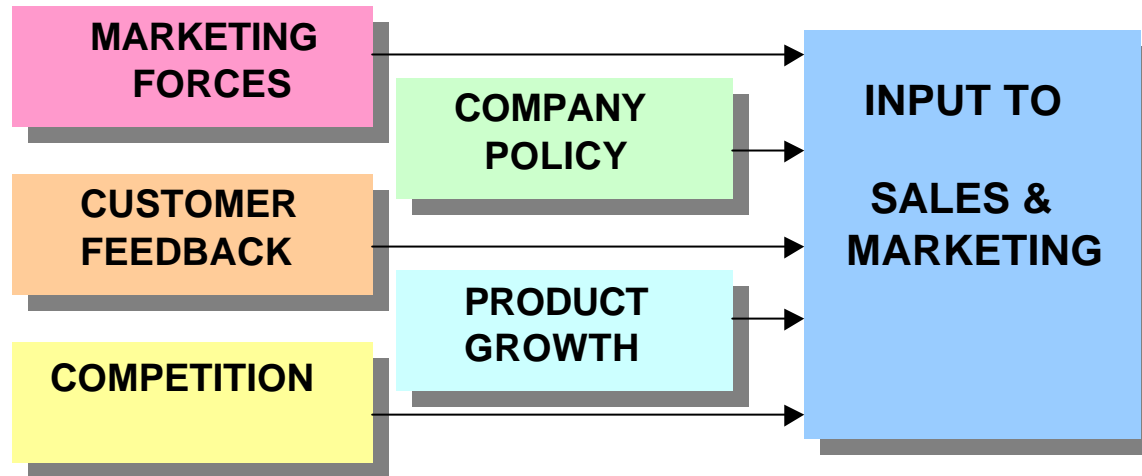 MARKETING
FORCES
COMPANY
POLICY
CUSTOMER
FEEDBACK
PRODUCT
GROWTH
COMPETITION
INPUT TO
SALES &
MARKETING